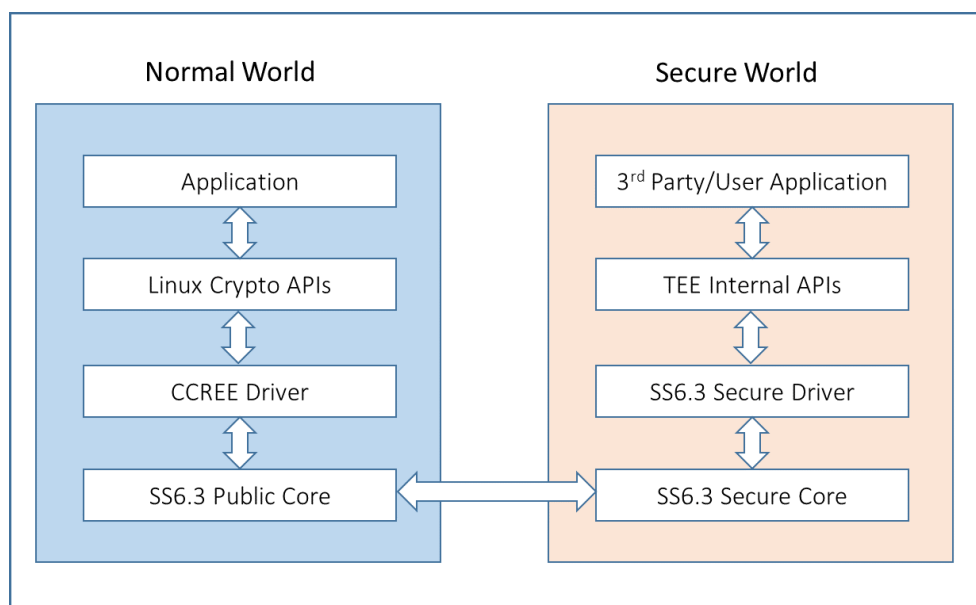 Normal World
Application
Linux Crypto APIs
CCREE Driver
SS6.3 Public Core
Secure World
3rd Party/User Application
TEE Internal APIs
SS6.3 Secure Driver
SS6.3 Secure Core